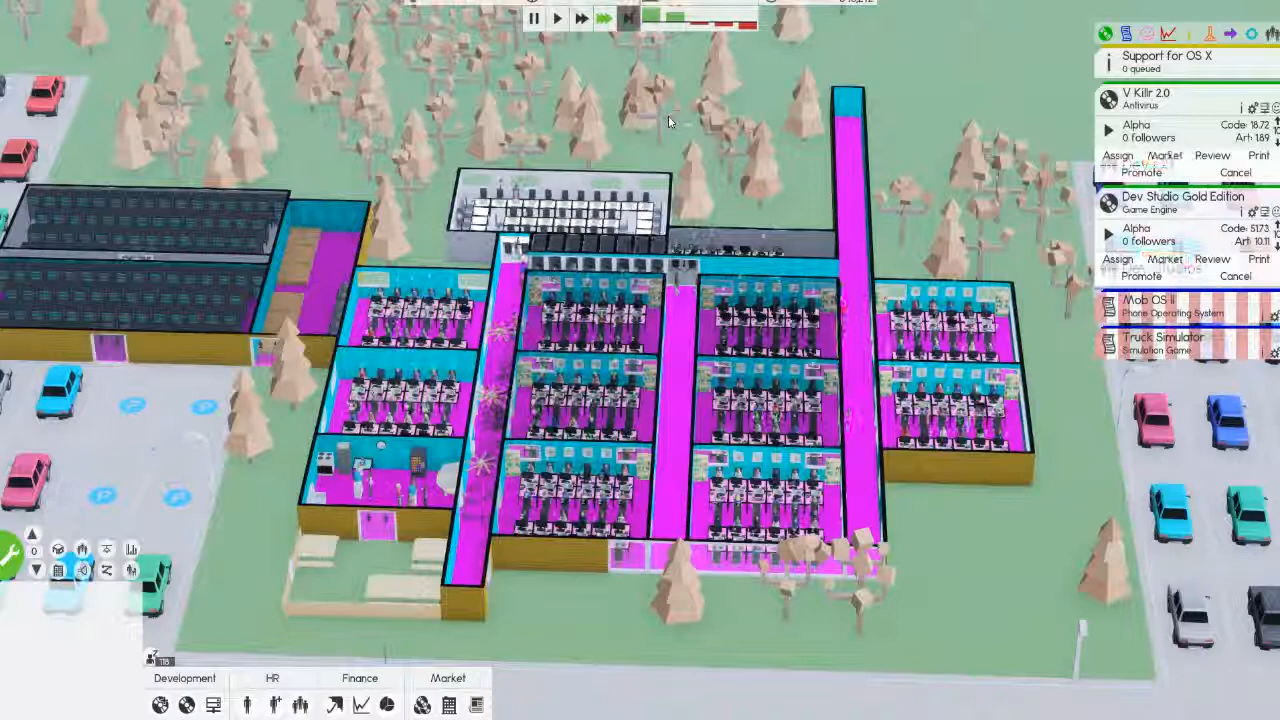 Support for OS X
0 queued
V Killr 2.0
Antivirus
Alpha
Code: 18.72
0 followers
Art: 1.89
Assign Market Review Print
Promote Cancel
Dev Studio Gold Edition
Game Engine
Alpha
Code: 51.73
0 followers
Art: 10.11
Assign Market Review Print
Promote Cancel
Mob OS II
Phone Operating System
Truck Simulator
Simulation Game
0
118
Development HR Finance Market